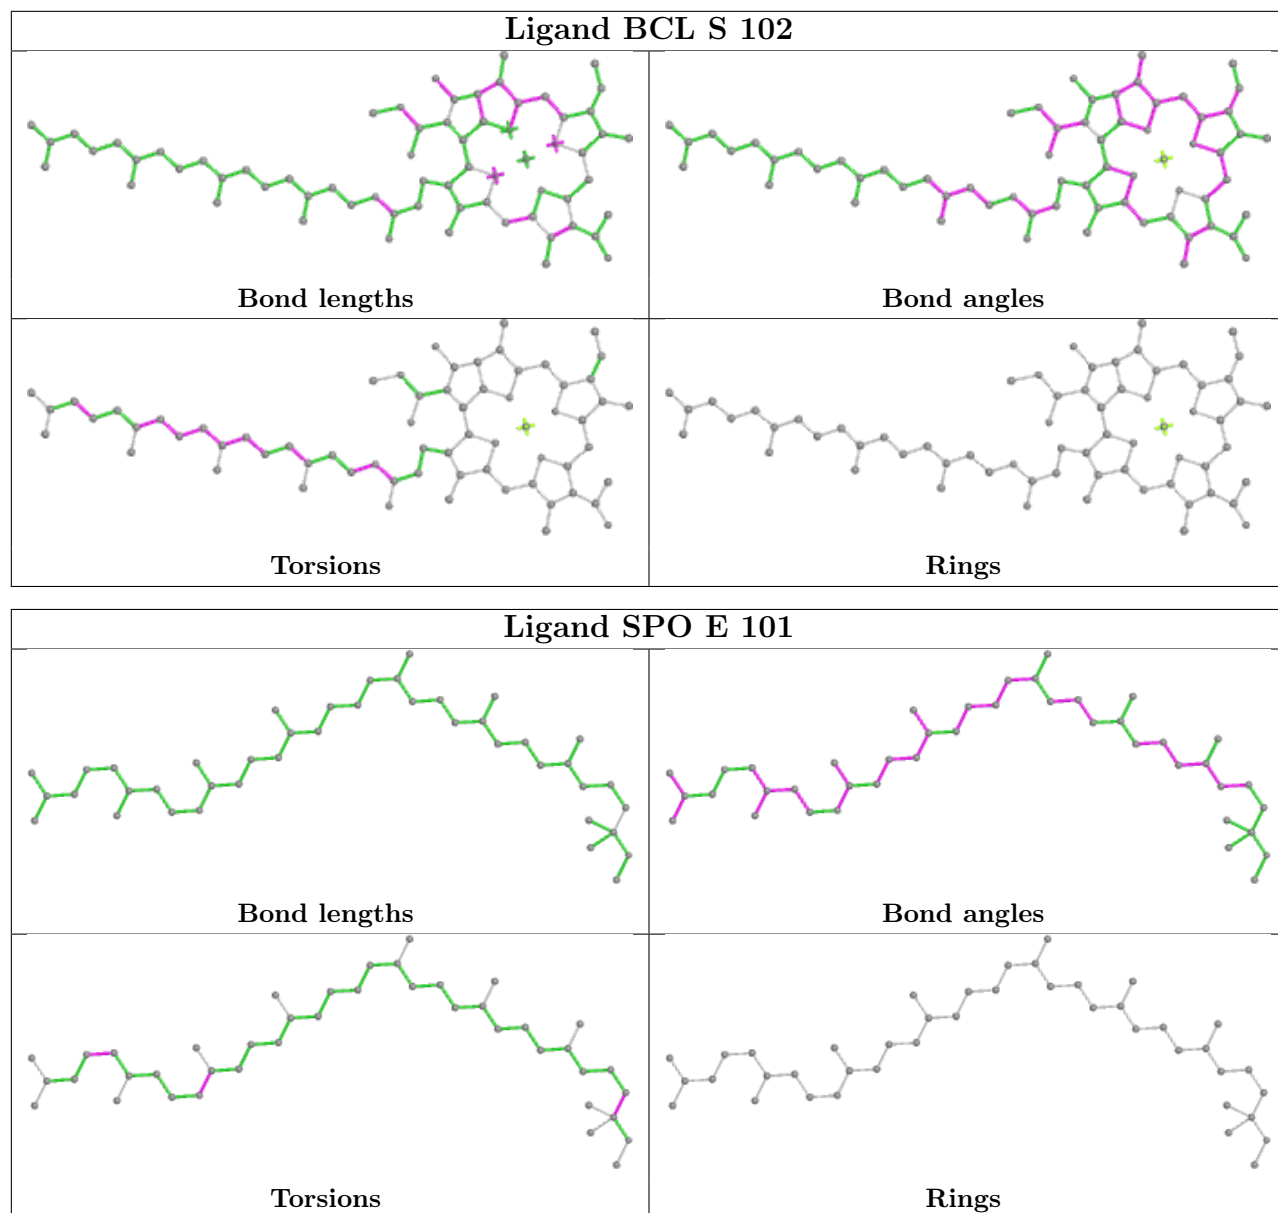 Ligand BCL S 102
Bond lengths
Bond angles
Torsions
Rings
Ligand SPO E 101
Bond lengths
Bond angles
Torsions
Rings